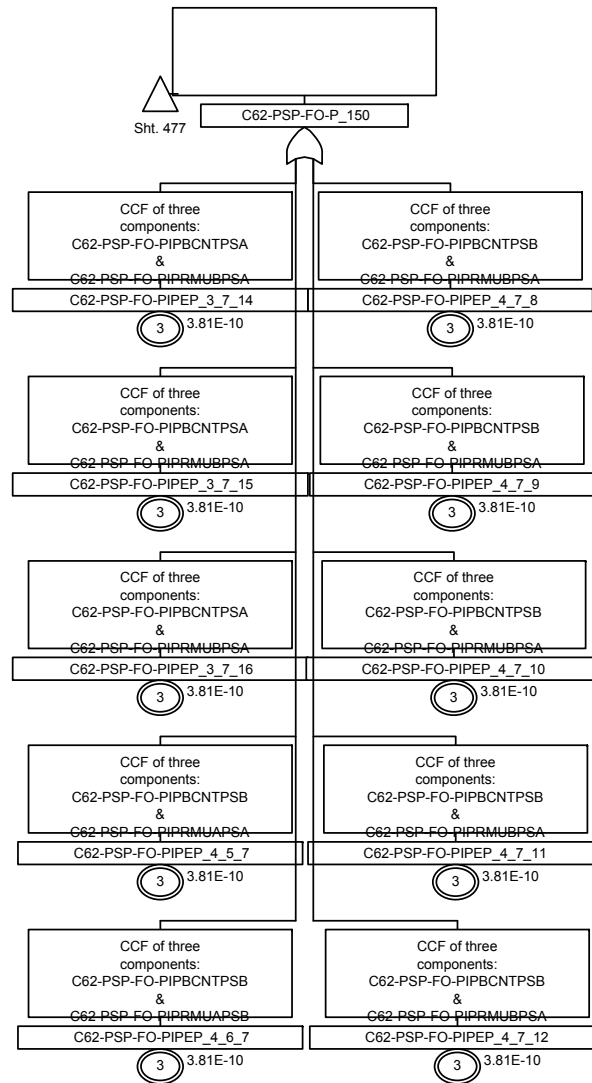 Sht. 477
C62-PSP-FO-P_150
CCF of three
components:
C62-PSP-FO-PIPBCNTPSA
&
C62-PSP-FO-PIPRMUBPSA
C62-PSP-FO-PIPEP_3_7_14
3
3.81E-10
CCF of three
components:
C62-PSP-FO-PIPBCNTPSB
&
C62-PSP-FO-PIPRMUBPSA
C62-PSP-FO-PIPEP_4_7_8
3
3.81E-10
CCF of three
components:
C62-PSP-FO-PIPBCNTPSA
&
C62-PSP-FO-PIPRMUBPSA
C62-PSP-FO-PIPEP_3_7_15
3
3.81E-10
CCF of three
components:
C62-PSP-FO-PIPBCNTPSB
&
C62-PSP-FO-PIPRMUBPSA
C62-PSP-FO-PIPEP_4_7_9
3
3.81E-10
CCF of three
components:
C62-PSP-FO-PIPBCNTPSA
&
C62-PSP-FO-PIPRMUBPSA
C62-PSP-FO-PIPEP_3_7_16
3
3.81E-10
CCF of three
components:
C62-PSP-FO-PIPBCNTPSB
&
C62-PSP-FO-PIPRMUBPSA
C62-PSP-FO-PIPEP_4_7_10
3
3.81E-10
CCF of three
components:
C62-PSP-FO-PIPBCNTPSB
&
C62-PSP-FO-PIPRMUAPSA
C62-PSP-FO-PIPEP_4_5_7
3
3.81E-10
CCF of three
components:
C62-PSP-FO-PIPBCNTPSB
&
C62-PSP-FO-PIPRMUBPSA
C62-PSP-FO-PIPEP_4_7_11
3
3.81E-10
CCF of three
components:
C62-PSP-FO-PIPBCNTPSB
&
C62-PSP-FO-PIPRMUAPSB
C62-PSP-FO-PIPEP_4_6_7
3
3.81E-10
CCF of three
components:
C62-PSP-FO-PIPBCNTPSB
&
C62-PSP-FO-PIPRMUBPSA
C62-PSP-FO-PIPEP_4_7_12
3
3.81E-10